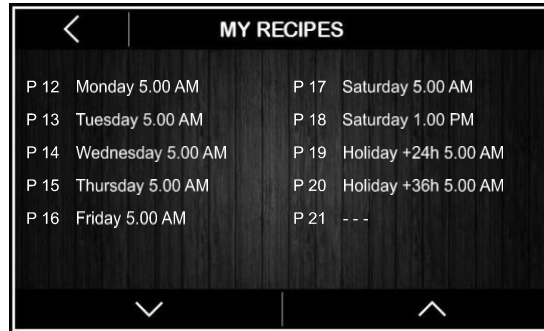 MY RECIPES
P 12 Monday 5.00 AM
P 13 Tuesday 5.00 AM
P 14 Wednesday 5.00 AM
P 15 Thursday 5.00 AM
P 16 Friday 5.00 AM
P 17 Saturday 5.00 AM
P 18 Saturday 1.00 PM
P 19 Holiday +24h 5.00 AM
P 20 Holiday +36h 5.00 AM
P 21 - - -